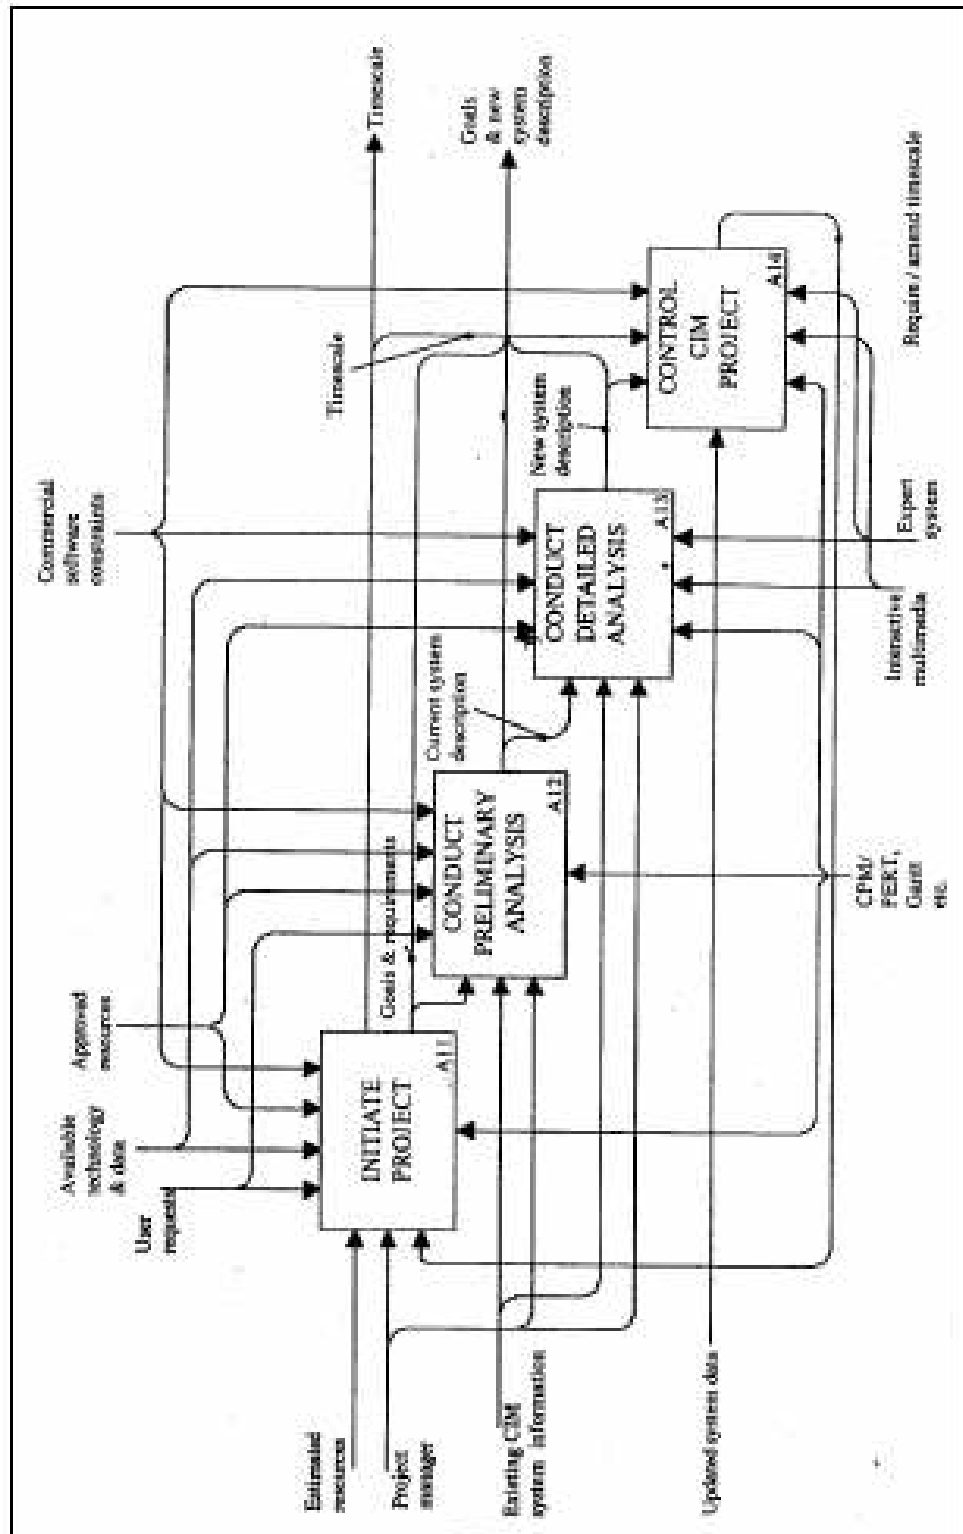 User
requests
Available
technology
& data
Approved
resources
Commercial
software
constraints
Estimated
resources
Project
manager
Existing CIM
system information
Updated system data
INITIATE
PROJECT
A11
Goals & requirements
CONDUCT
PRELIMINARY
ANALYSIS
A12
Current system
description
CONDUCT
DETAILED
ANALYSIS
A13
New system
description
CONTROL
CIM
PROJECT
A14
Timescale
Timescale
Goals
& new
system
description
CPM/
PERT,
Gantt
etc.
Interactive
multimedia
Expert
system
Require / amend timescale